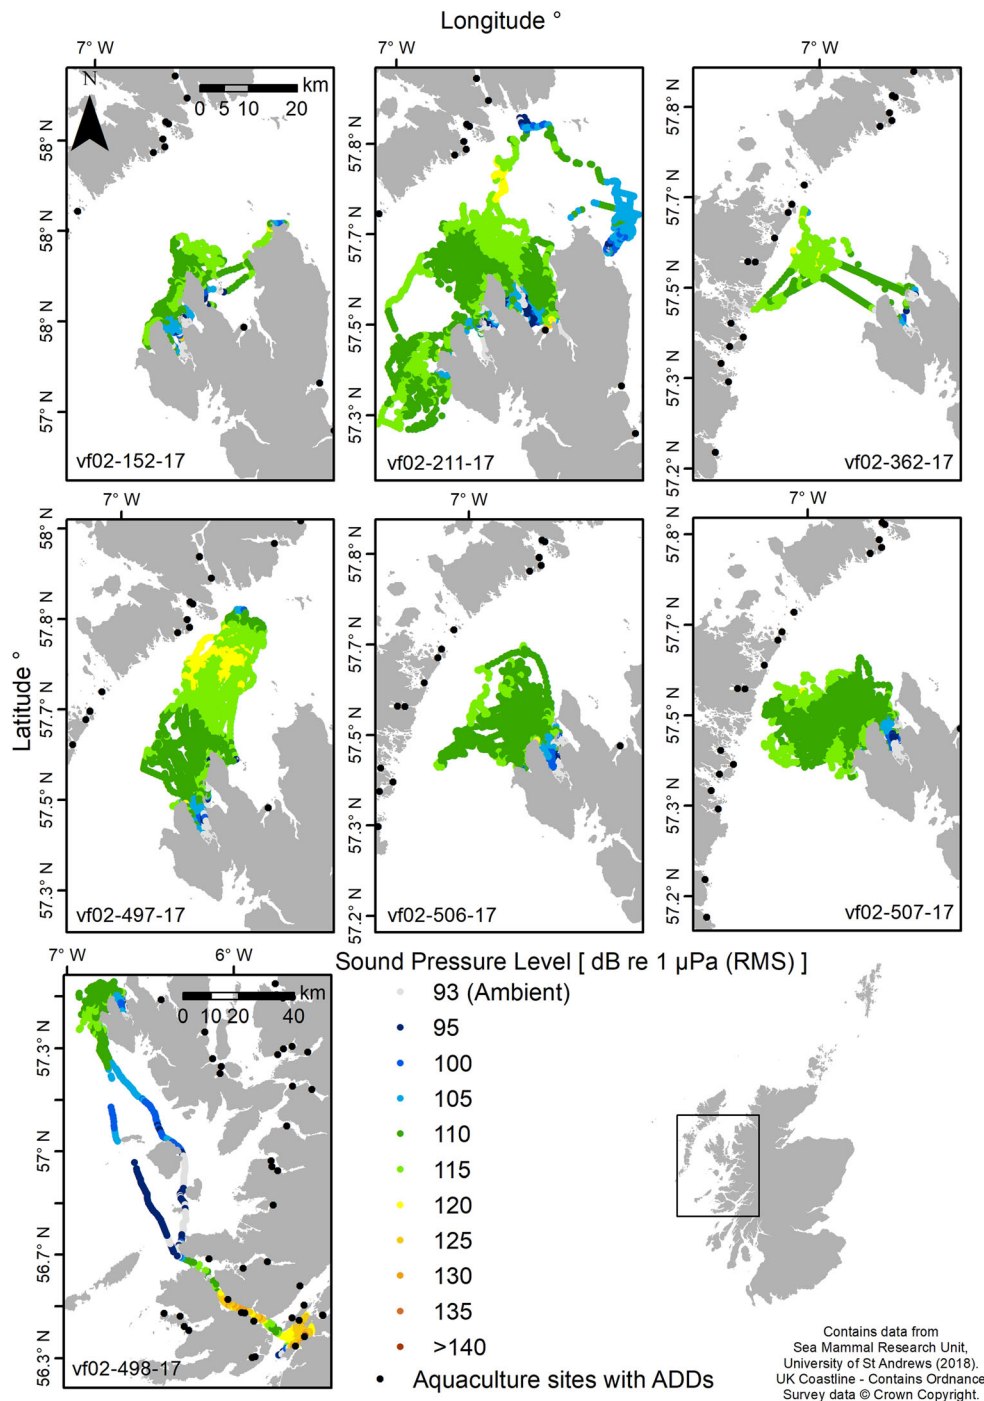 Longitude °
7° W
7° W
7° W
N
0 5 10 20 km
58° N
58° N
58° N
57° N
vf02-152-17
57.8° N
57.7° N
57.5° N
57.3° N
vf02-211-17
57.8° N
57.7° N
57.5° N
57.3° N
57.2° N
vf02-362-17
Latitude °
7° W
7° W
7° W
58° N
57.8° N
57.7° N
57.5° N
57.3° N
vf02-497-17
57.8° N
57.7° N
57.5° N
57.3° N
57.2° N
vf02-506-17
57.8° N
57.7° N
57.5° N
57.3° N
57.2° N
vf02-507-17
7° W
6° W
km
0 10 20 40
57.3° N
57° N
56.7° N
56.3° N
vf02-498-17
Sound Pressure Level [ dB re 1 µPa (RMS) ]
93 (Ambient)
95
100
105
110
115
120
125
130
135
>140
Aquaculture sites with ADDs
Contains data from
Sea Mammal Research Unit,
University of St Andrews (2018).
UK Coastline - Contains Ordnance
Survey data © Crown Copyright.